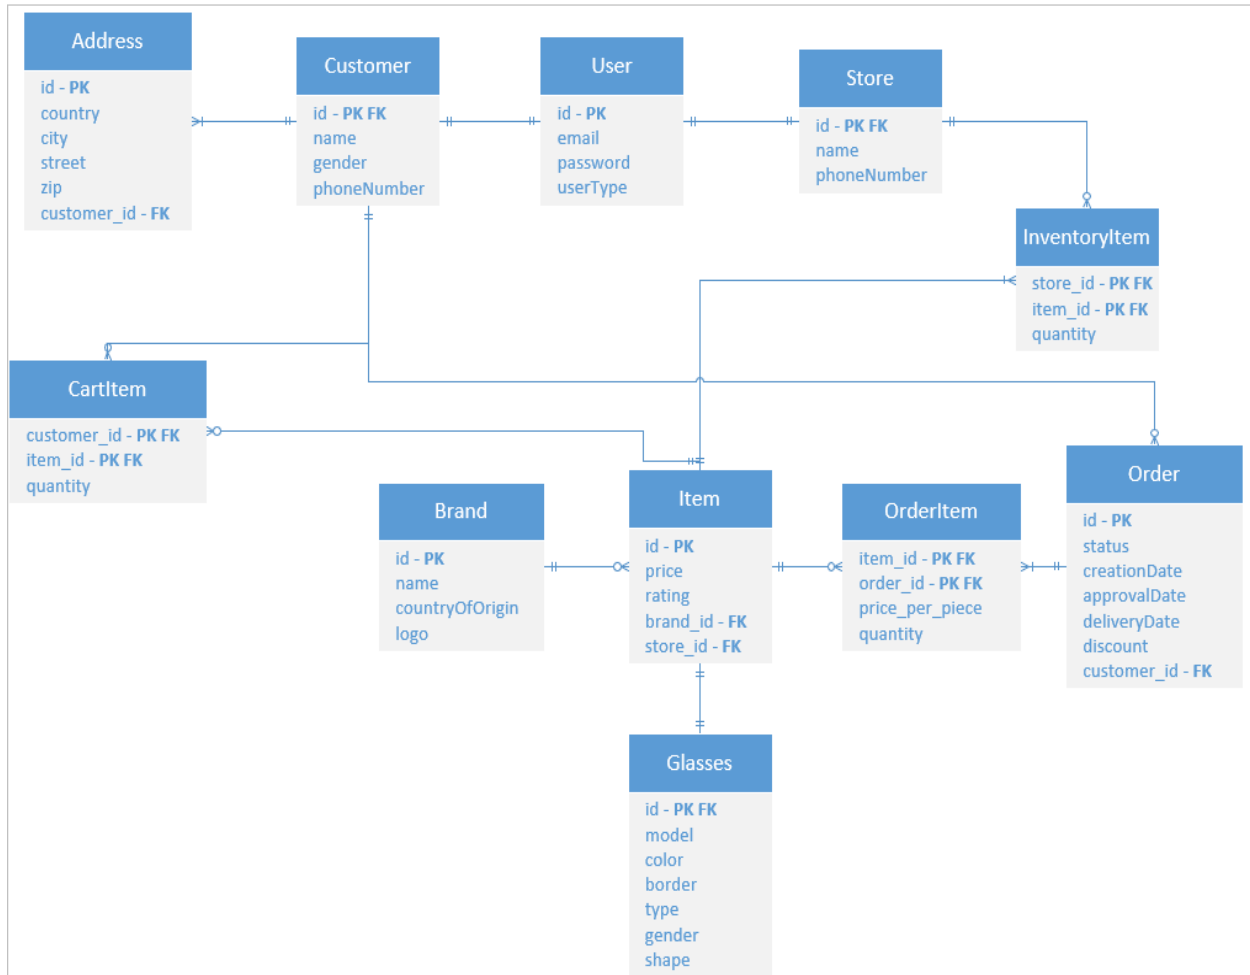 Address
id - PK
country
city
street
zip
customer_id - FK
Customer
id - PK FK
name
gender
phoneNumber
User
id - PK
email
password
userType
Store
id - PK FK
name
phoneNumber
InventoryItem
store_id - PK FK
item_id - PK FK
quantity
CartItem
customer_id - PK FK
item_id - PK FK
quantity
Brand
id - PK
name
countryOfOrigin
logo
Item
id - PK
price
rating
brand_id - FK
store_id - FK
OrderItem
item_id - PK FK
order_id - PK FK
price_per_piece
quantity
Order
id - PK
status
creationDate
approvalDate
deliveryDate
discount
customer_id - FK
Glasses
id - PK FK
model
color
border
type
gender
shape